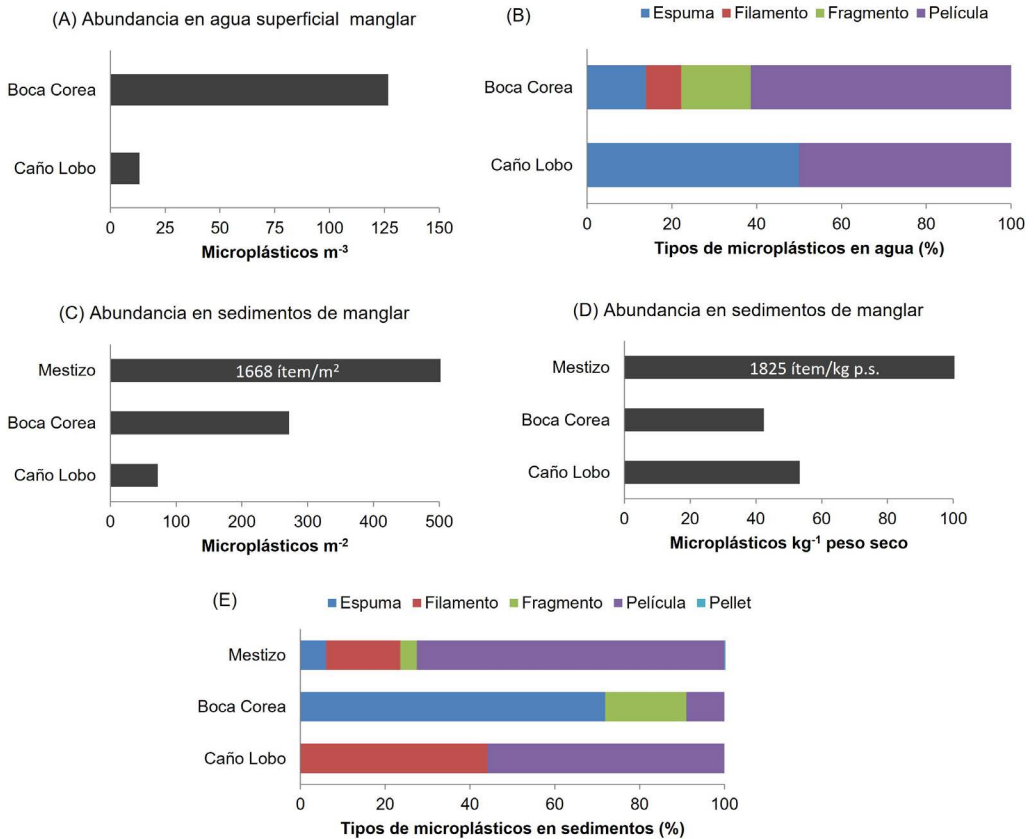 (A) Abundancia en agua superficial manglar
Boca Corea
Caño Lobo
0 25 50 75 100 125 150
Microplásticos m-3
(B)
Espuma Filamento Fragmento Película
Boca Corea
Caño Lobo
0 20 40 60 80 100
Tipos de microplásticos en agua (%)
(C) Abundancia en sedimentos de manglar
Mestizo
1668 ítem/m2
Boca Corea
Caño Lobo
0 100 200 300 400 500
Microplásticos m-2
(D) Abundancia en sedimentos de manglar
Mestizo
1825 ítem/kg p.s.
Boca Corea
Caño Lobo
0 20 40 60 80 100
Microplásticos kg-1 peso seco
(E)
Espuma Filamento Fragmento Película Pellet
Mestizo
Boca Corea
Caño Lobo
0 20 40 60 80 100
Tipos de microplásticos en sedimentos (%)